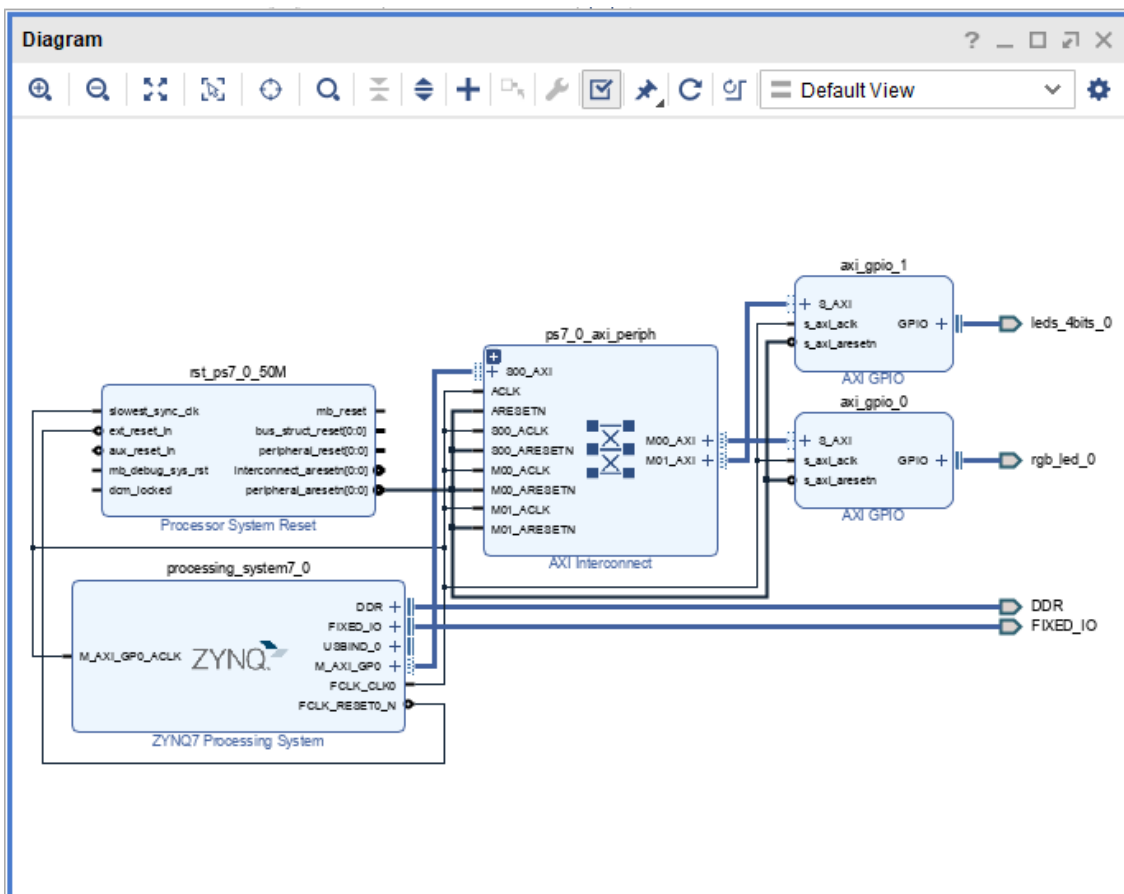 Diagram
? 
Default View
axi_gpio_1
S_AXI
s_axi_aclk
GPIO
s_axi_aresetn
AXI GPIO
leds_4bits_0
axi_gpio_0
S_AXI
s_axi_aclk
GPIO
s_axi_aresetn
AXI GPIO
rgb_led_0
ps7_0_axi_periph
S00_AXI
ACLK
ARESETN
S00_ACLK
S00_ARESETN
M00_ACLK
M00_ARESETN
M01_ACLK
M01_ARESETN
M00_AXI
M01_AXI
AXI Interconnect
rst_ps7_0_50M
slowest_sync_clk
ext_reset_in
aux_reset_in
mb_debug_sys_rst
dcm_locked
mb_reset
bus_struct_reset[0:0]
peripheral_reset[0:0]
interconnect_aresetn[0:0]
peripheral_aresetn[0:0]
Processor System Reset
processing_system7_0
M_AXI_GP0_ACLK
ZYNQ
DDR
FIXED_IO
USBIND_0
M_AXI_GP0
FCLK_CLK0
FCLK_RESET0_N
ZYNQ7 Processing System
DDR
FIXED_IO